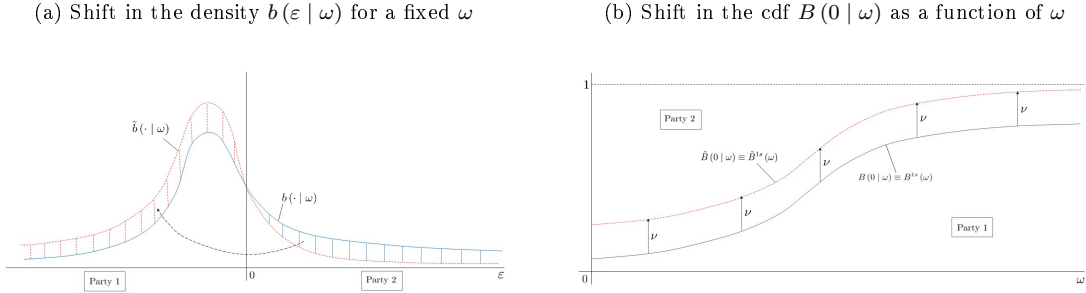 (a) Shift in the density b (ε | ω) for a fixed ω
b̃ (· | ω)
b (· | ω)
0
ε
Party 1
Party 2
(b) Shift in the cdf B (0 | ω) as a function of ω
1
Party 2
ν
ν
ν
ν
ν
B̃ (0 | ω) ≡ B̃¹ˢ (ω)
B (0 | ω) ≡ B¹ˢ (ω)
Party 1
0
ω